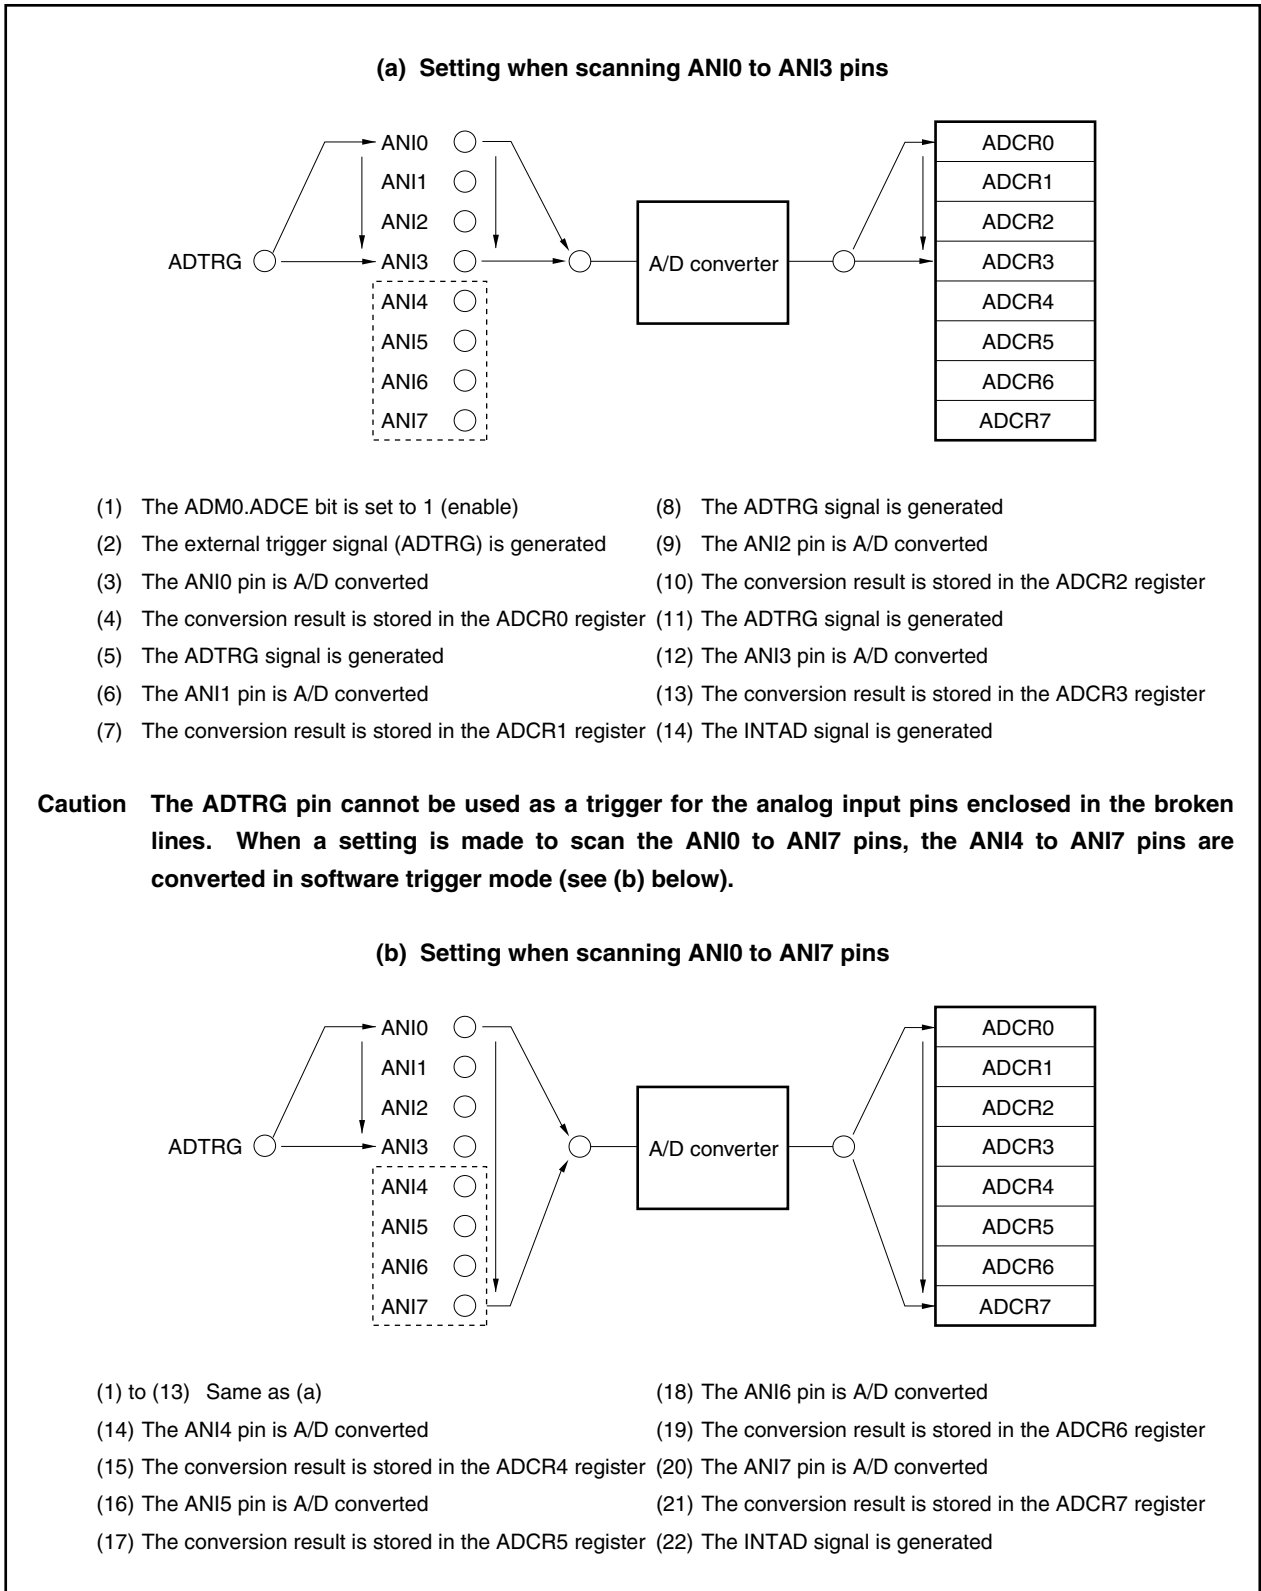 (a) Setting when scanning ANI0 to ANI3 pins
ANI0
ANI1
ANI2
ADTRG
ANI3
ANI4
ANI5
ANI6
ANI7
A/D converter
ADCR0
ADCR1
ADCR2
ADCR3
ADCR4
ADCR5
ADCR6
ADCR7
(1) The ADM0.ADCE bit is set to 1 (enable)
(2) The external trigger signal (ADTRG) is generated
(3) The ANI0 pin is A/D converted
(4) The conversion result is stored in the ADCR0 register
(5) The ADTRG signal is generated
(6) The ANI1 pin is A/D converted
(7) The conversion result is stored in the ADCR1 register
(8) The ADTRG signal is generated
(9) The ANI2 pin is A/D converted
(10) The conversion result is stored in the ADCR2 register
(11) The ADTRG signal is generated
(12) The ANI3 pin is A/D converted
(13) The conversion result is stored in the ADCR3 register
(14) The INTAD signal is generated
Caution The ADTRG pin cannot be used as a trigger for the analog input pins enclosed in the broken
lines. When a setting is made to scan the ANI0 to ANI7 pins, the ANI4 to ANI7 pins are
converted in software trigger mode (see (b) below).
(b) Setting when scanning ANI0 to ANI7 pins
ANI0
ANI1
ANI2
ADTRG
ANI3
ANI4
ANI5
ANI6
ANI7
A/D converter
ADCR0
ADCR1
ADCR2
ADCR3
ADCR4
ADCR5
ADCR6
ADCR7
(1) to (13) Same as (a)
(14) The ANI4 pin is A/D converted
(15) The conversion result is stored in the ADCR4 register
(16) The ANI5 pin is A/D converted
(17) The conversion result is stored in the ADCR5 register
(18) The ANI6 pin is A/D converted
(19) The conversion result is stored in the ADCR6 register
(20) The ANI7 pin is A/D converted
(21) The conversion result is stored in the ADCR7 register
(22) The INTAD signal is generated